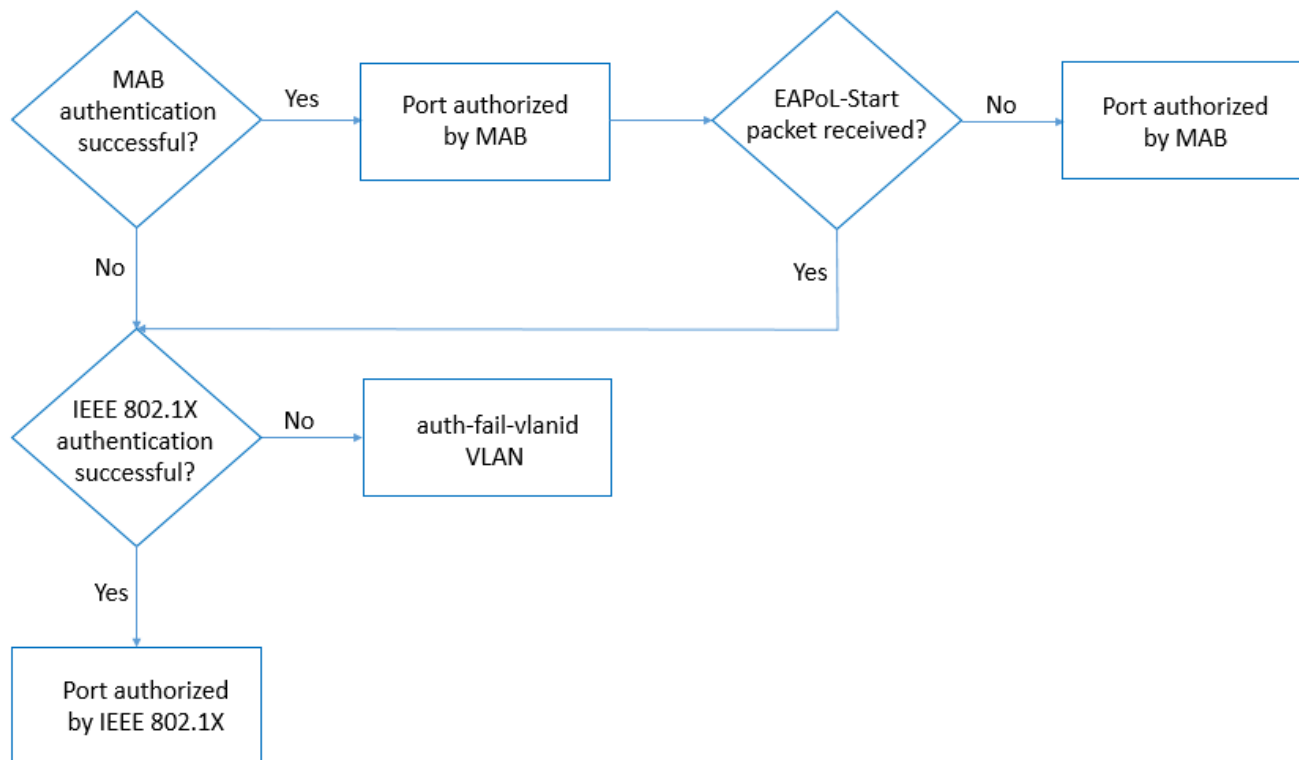 MAB
authentication
successful?
Yes
Port authorized
by MAB
EAPoL-Start
packet received?
No
Port authorized
by MAB
No
Yes
IEEE 802.1X
authentication
successful?
No
auth-fail-vlanid
VLAN
Yes
Port authorized
by IEEE 802.1X